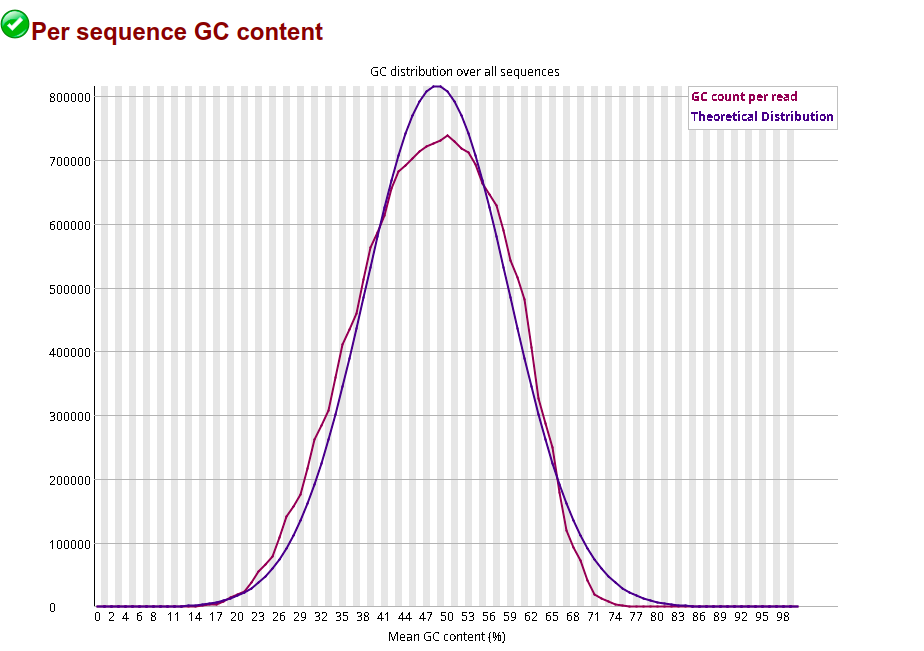 Per sequence GC content
GC distribution over all sequences
GC count per read
Theoretical Distribution
800000
700000
600000
500000
400000
300000
200000
100000
0
0 2 4 6 8 11 14 17 20 23 26 29 32 35 38 41 44 47 50 53 56 59 62 65 68 71 74 77 80 83 86 89 92 95 98
Mean GC content (%)